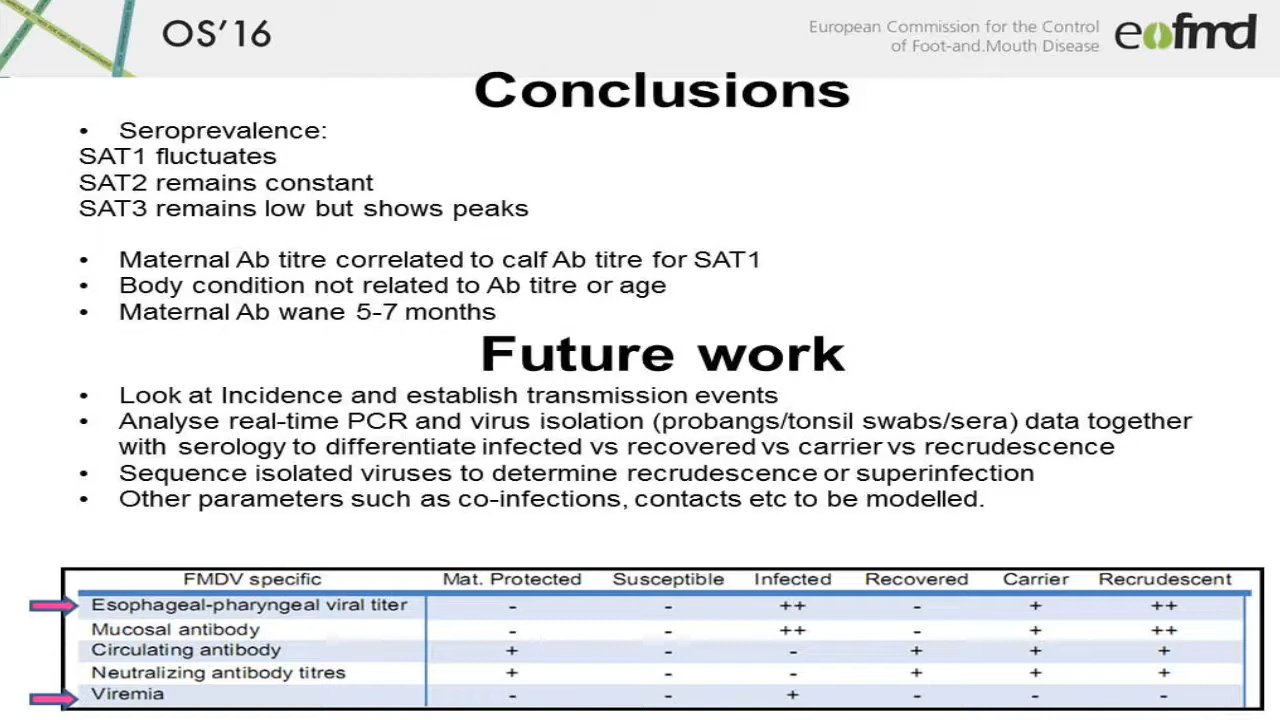 OS'16
European Commission for the Control
of Foot-and.Mouth Disease
eofmd
Conclusions
• Seroprevalence:
SAT1 fluctuates
SAT2 remains constant
SAT3 remains low but shows peaks
• Maternal Ab titre correlated to calf Ab titre for SAT1
• Body condition not related to Ab titre or age
• Maternal Ab wane 5-7 months
Future work
• Look at Incidence and establish transmission events
• Analyse real-time PCR and virus isolation (probangs/tonsil swabs/sera) data together
with serology to differentiate infected vs recovered vs carrier vs recrudescence
• Sequence isolated viruses to determine recrudescence or superinfection
• Other parameters such as co-infections, contacts etc to be modelled.
FMDV specific Mat. Protected Susceptible Infected Recovered Carrier Recrudescent
Esophageal-pharyngeal viral titer - - ++ - + ++
Mucosal antibody - - ++ - + ++
Circulating antibody + - - + + +
Neutralizing antibody titres + - - + + +
Viremia - - + - - -